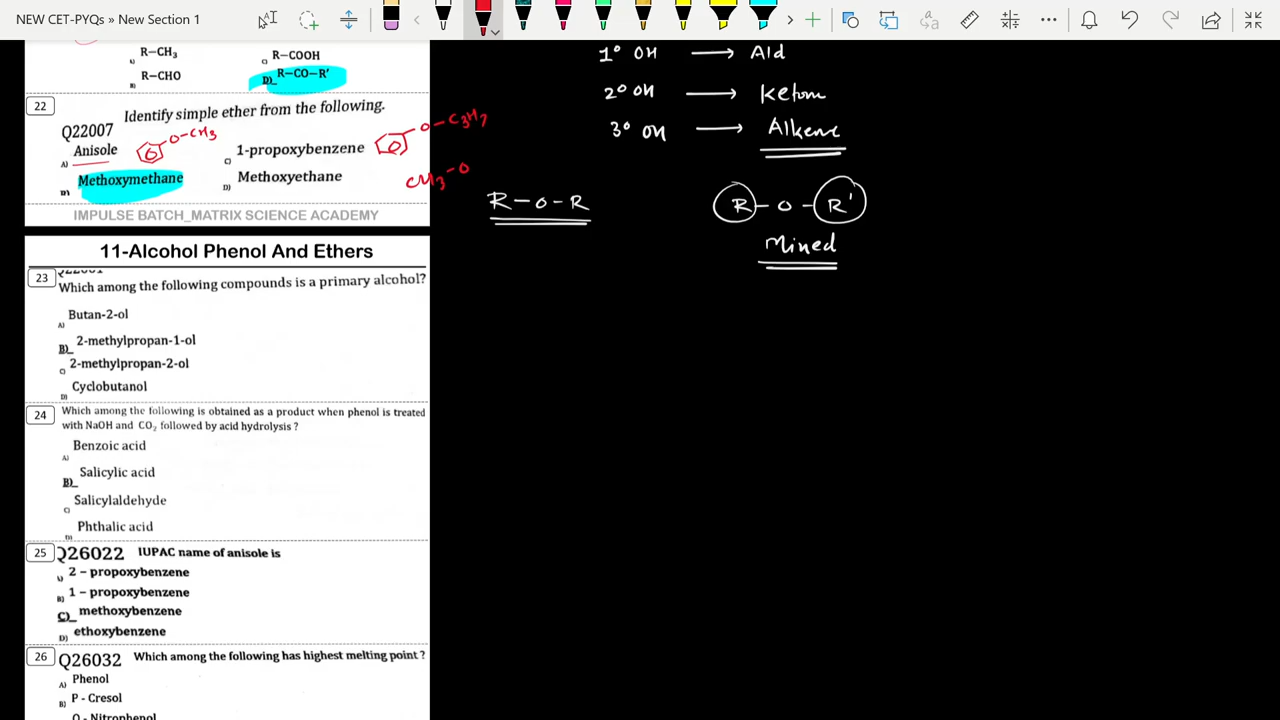 NEW CET-PYQs » New Section 1
R–CH₃
R–COOH
A)
C)
R–CHO
D) R–CO–R'
B)
22
Identify simple ether from the following.
Q22007
Anisole
O-CH3
A)
1-propoxybenzene
O-C3H7
C)
Methoxymethane
Methoxyethane
CH3-O
D)
R-O-R
R-O-R'
Mixed
1° OH → Ald
2° OH → Ketone
3° OH → Alkene
IMPULSE BATCH_MATRIX SCIENCE ACADEMY
11-Alcohol Phenol And Ethers
23
Which among the following compounds is a primary alcohol?
Butan-2-ol
A)
2-methylpropan-1-ol
B)
2-methylpropan-2-ol
C)
Cyclobutanol
D)
24
Which among the following is obtained as a product when phenol is treated
with NaOH and CO₂ followed by acid hydrolysis ?
Benzoic acid
A)
Salicylic acid
B)
Salicylaldehyde
C)
Phthalic acid
25
Q26022 IUPAC name of anisole is
2 – propoxybenzene
B) 1 – propoxybenzene
C) methoxybenzene
D) ethoxybenzene
26
Q26032 Which among the following has highest melting point ?
A) Phenol
B) P - Cresol
O - Nitrophenol